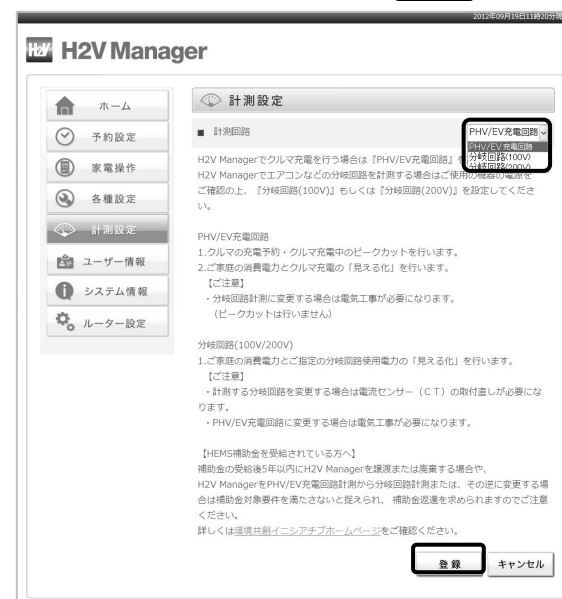 2012年09月19日11時20分現
H2V H2V Manager
ホーム
予約設定
家電操作
各種設定
計測設定
ユーザー情報
システム情報
ルーター設定
計測設定
■ 計測回路
PHV/EV充電回路
PHV/EV充電回路
分岐回路(100V)
分岐回路(200V)
H2V Managerでクルマ充電を行う場合は『PHV/EV充電回路』を
H2V Managerでエアコンなどの分岐回路を計測する場合はご使用の機器の電源を
ご確認の上、『分岐回路(100V)』もしくは『分岐回路(200V)』を設定してくださ
い。
PHV/EV充電回路
1.クルマの充電予約・クルマ充電中のピークカットを行います。
2.ご家庭の消費電力とクルマ充電の「見える化」を行います。
【ご注意】
・分岐回路計測に変更する場合は電気工事が必要になります。
（ピークカットは行いません）
分岐回路(100V/200V)
1.ご家庭の消費電力とご指定の分岐回路使用電力の「見える化」を行います。
【ご注意】
・計測する分岐回路を変更する場合は電流センサー（ＣＴ）の取付直しが必要にな
ります。
・PHV/EV充電回路に変更する場合は電気工事が必要になります。
【HEMS補助金を受給されている方へ】
補助金の受給後5年以内にH2V Managerを譲渡または廃棄する場合や、
H2V ManagerをPHV/EV充電回路計測から分岐回路計測または、その逆に変更する場
合は補助金対象要件を満たさないと捉えられ、 補助金返還を求められますのでご注意
ください。
詳しくは環境共創イニシアチブホームページをご確認ください。
登録
キャンセル